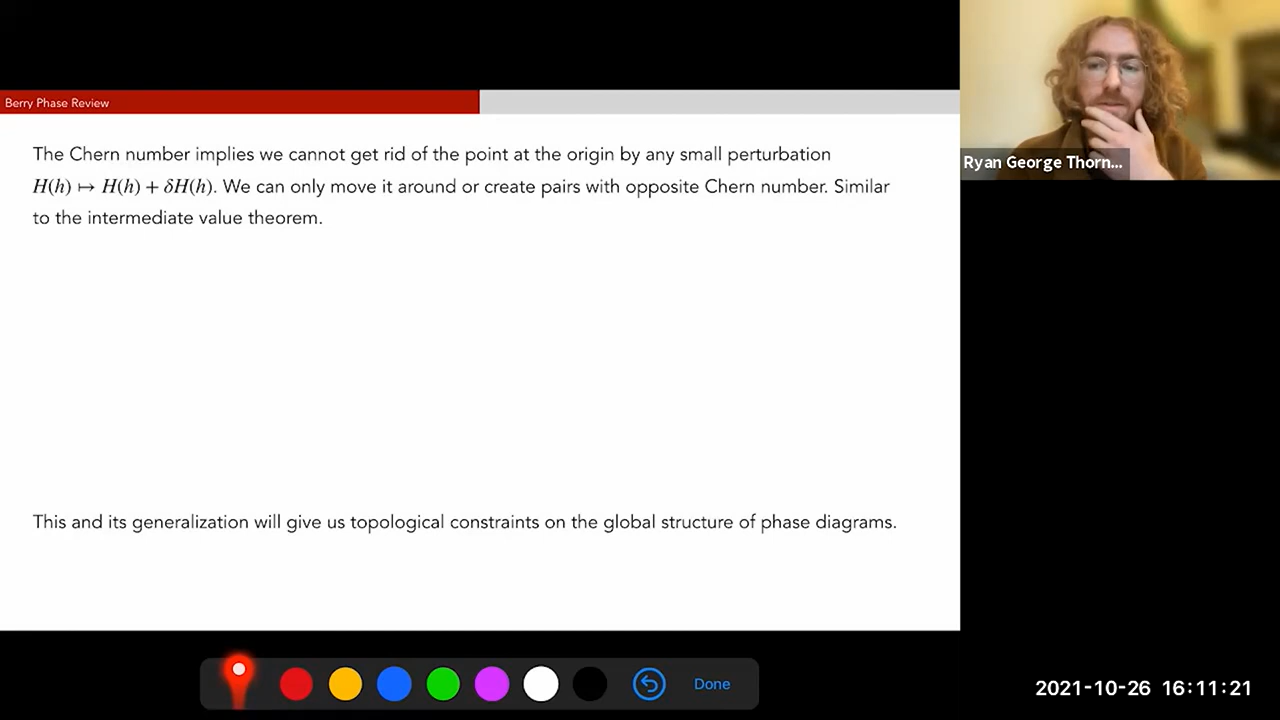 Berry Phase Review
The Chern number implies we cannot get rid of the point at the origin by any small perturbation
H(h) ↦ H(h) + δH(h). We can only move it around or create pairs with opposite Chern number. Similar
to the intermediate value theorem.
Ryan George Thorn...
This and its generalization will give us topological constraints on the global structure of phase diagrams.
Done
2021-10-26 16:11:21